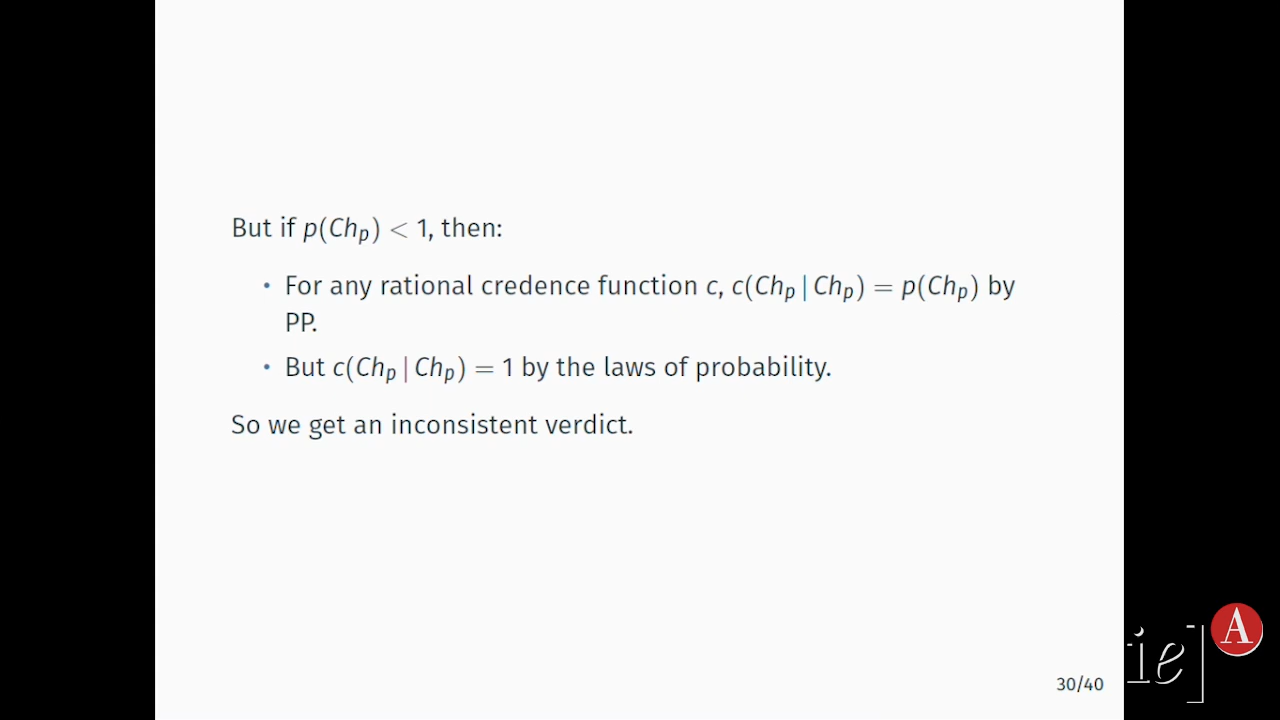 But if p(Ch_p) < 1, then:
• For any rational credence function c, c(Ch_p | Ch_p) = p(Ch_p) by
PP.
• But c(Ch_p | Ch_p) = 1 by the laws of probability.
So we get an inconsistent verdict.
30/40
ie]
A